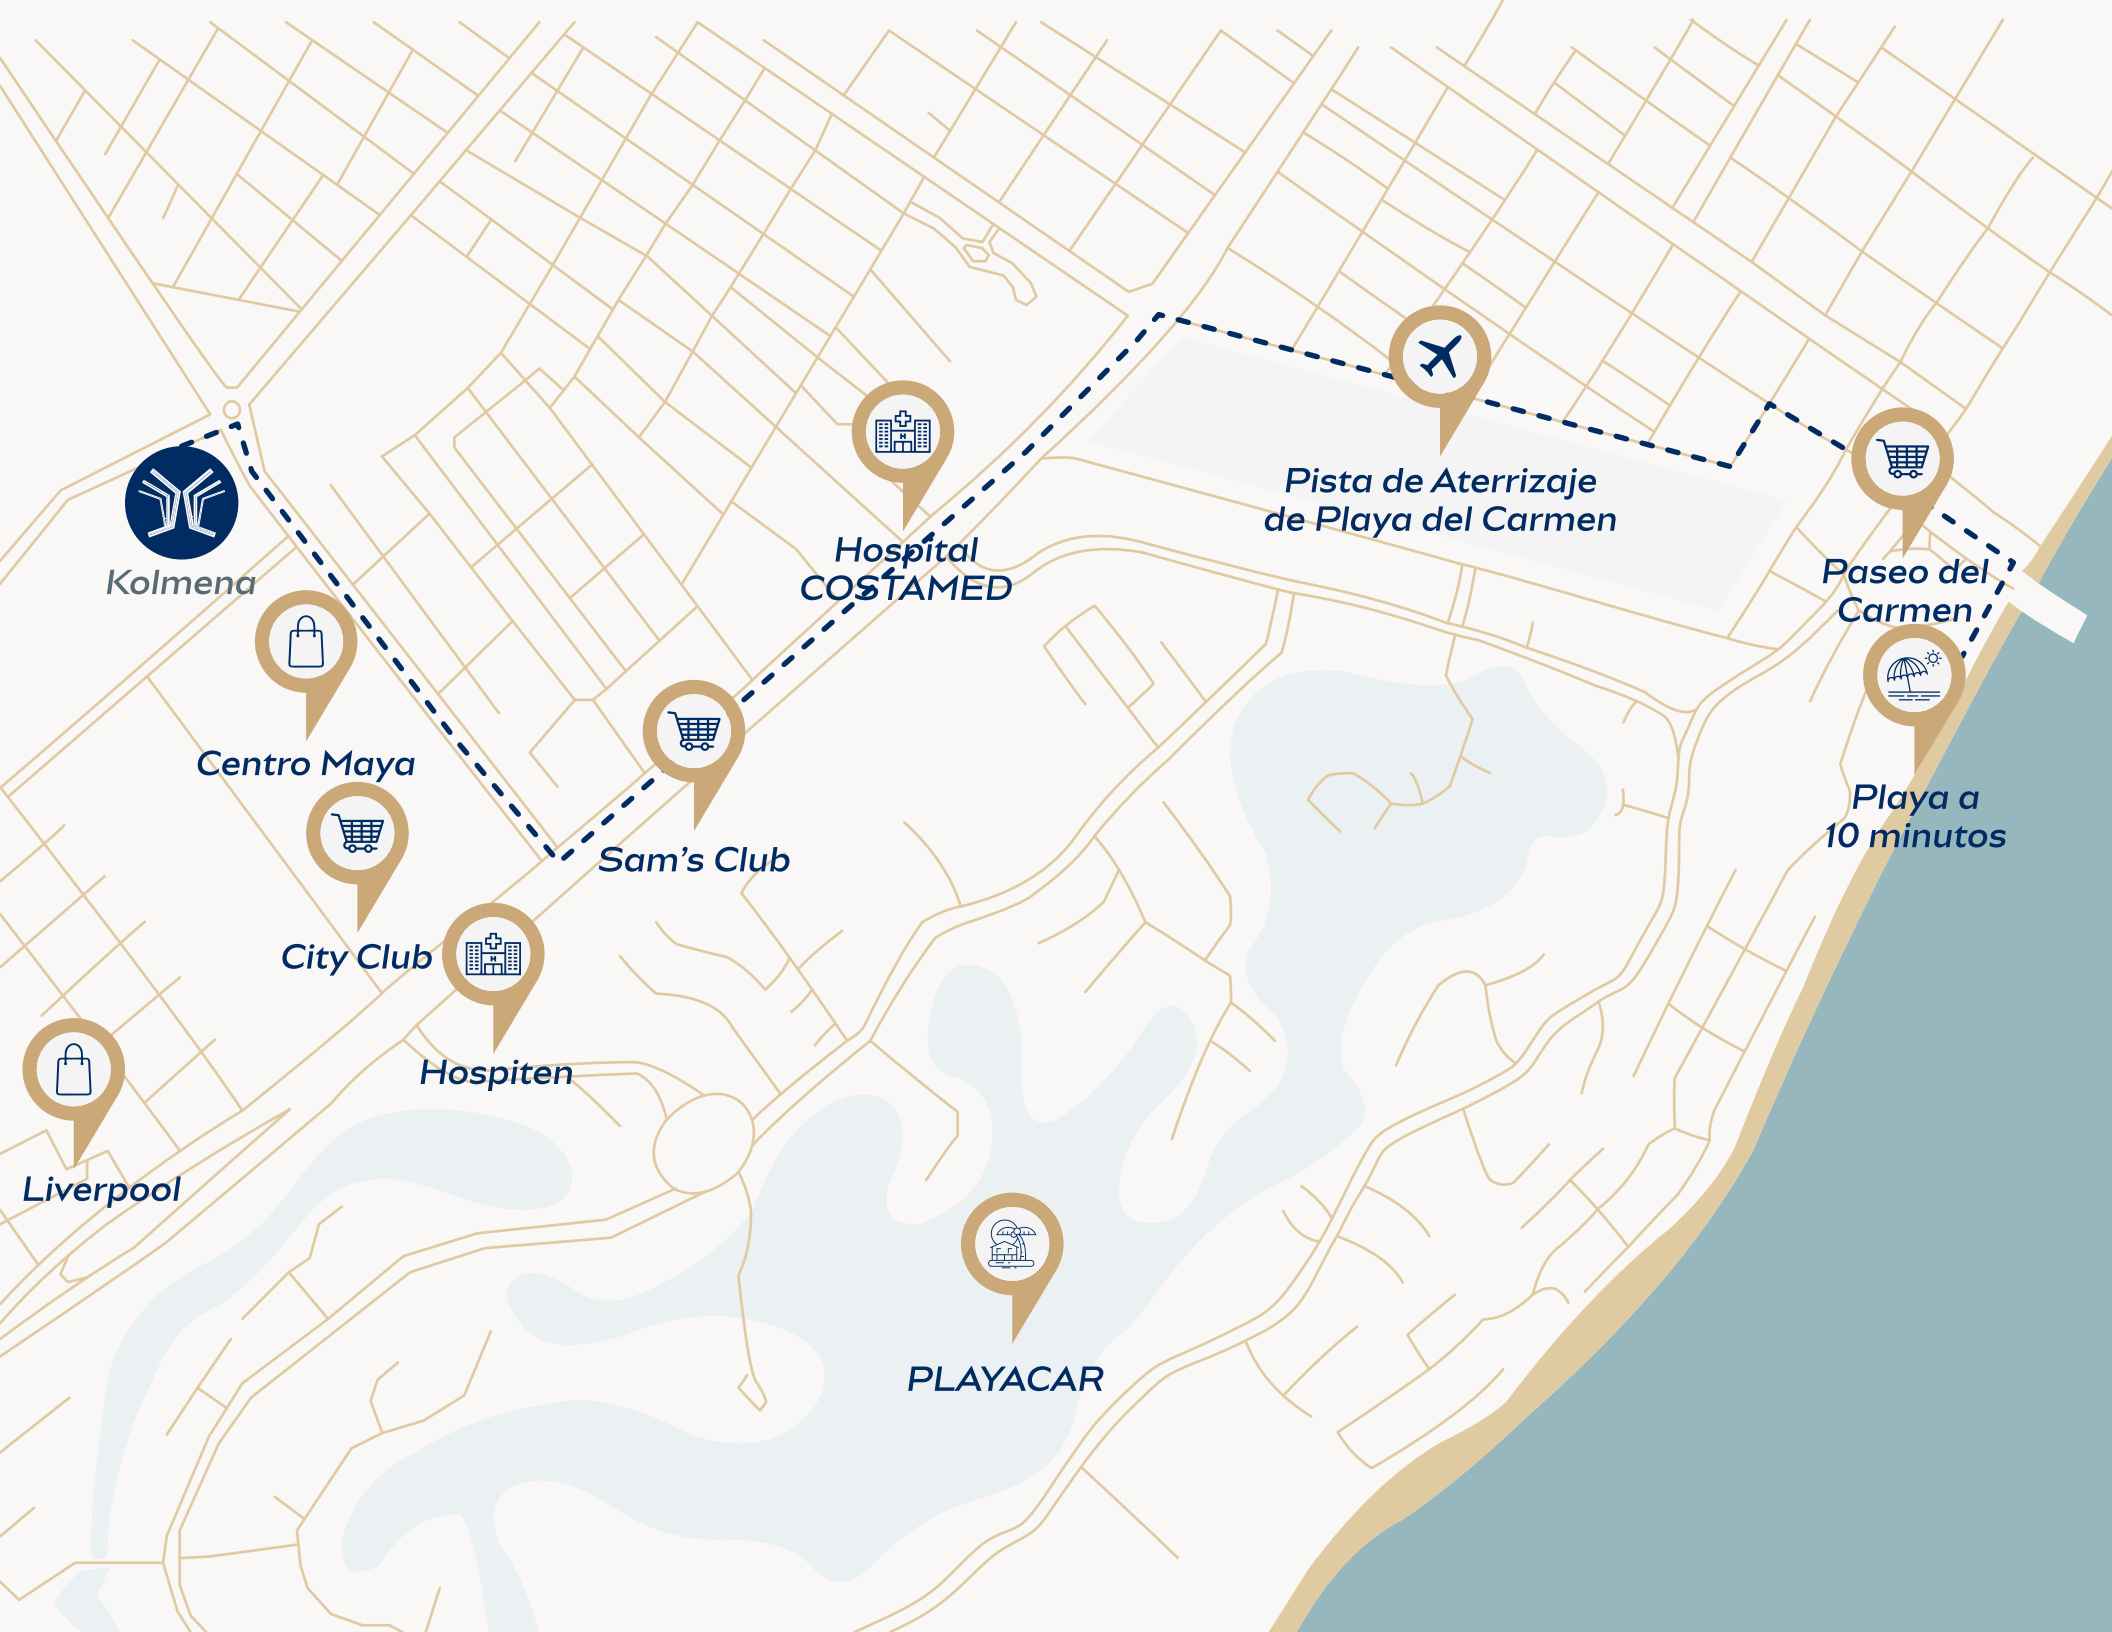 Pista de Aterrizaje
de Playa del Carmen
Hospital
COSTAMED
Kolmena
Paseo del
Carmen
Centro Maya
Playa a
10 minutos
Sam's Club
City Club
Hospiten
Liverpool
PLAYACAR